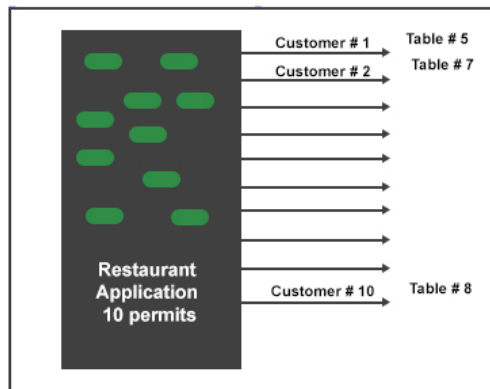 Customer # 1
Table # 5
Customer # 2
Table # 7
Restaurant
Application
10 permits
Customer # 10
Table # 8